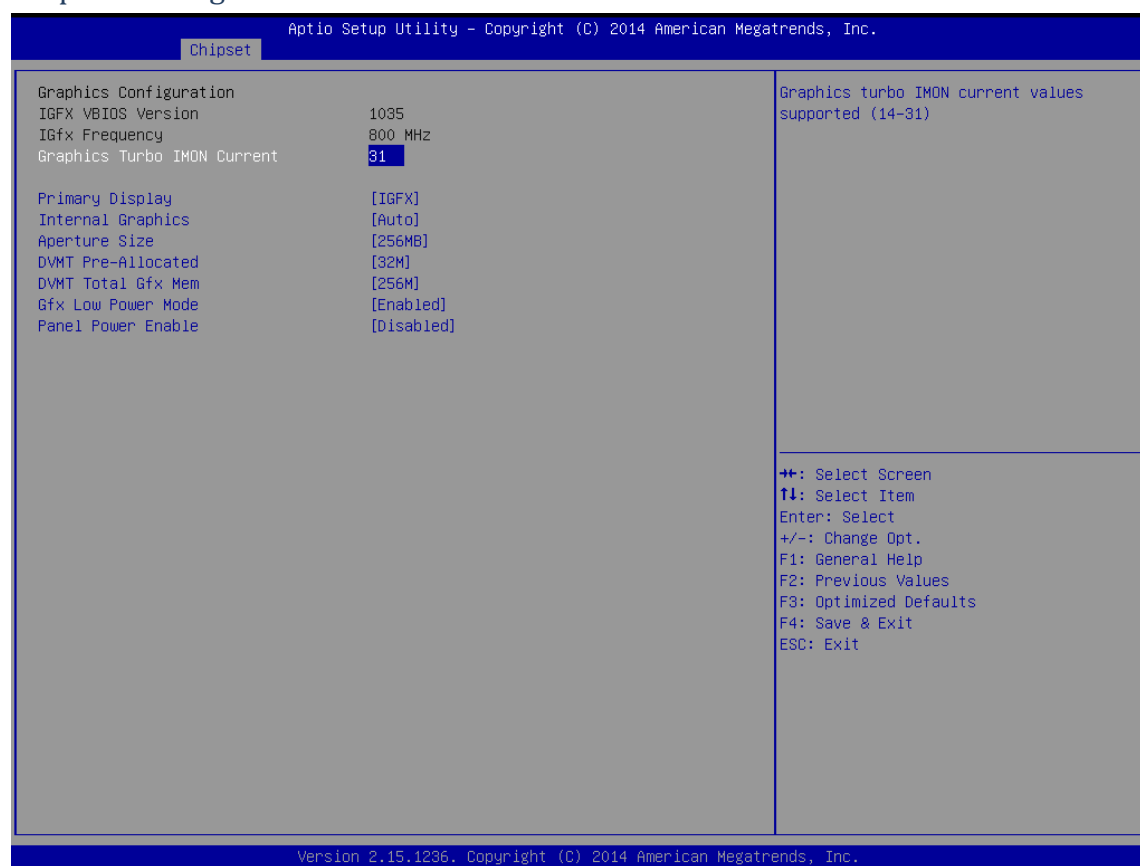 Aptio Setup Utility – Copyright (C) 2014 American Megatrends, Inc.
Chipset
Graphics Configuration
IGFX VBIOS Version 1035
IGfx Frequency 800 MHz
Graphics Turbo IMON Current 31
Primary Display [IGFX]
Internal Graphics [Auto]
Aperture Size [256MB]
DVMT Pre-Allocated [32M]
DVMT Total Gfx Mem [256M]
Gfx Low Power Mode [Enabled]
Panel Power Enable [Disabled]
Graphics turbo IMON current values
supported (14-31)
→←: Select Screen
↑↓: Select Item
Enter: Select
+/-: Change Opt.
F1: General Help
F2: Previous Values
F3: Optimized Defaults
F4: Save & Exit
ESC: Exit
Version 2.15.1236. Copyright (C) 2014 American Megatrends, Inc.